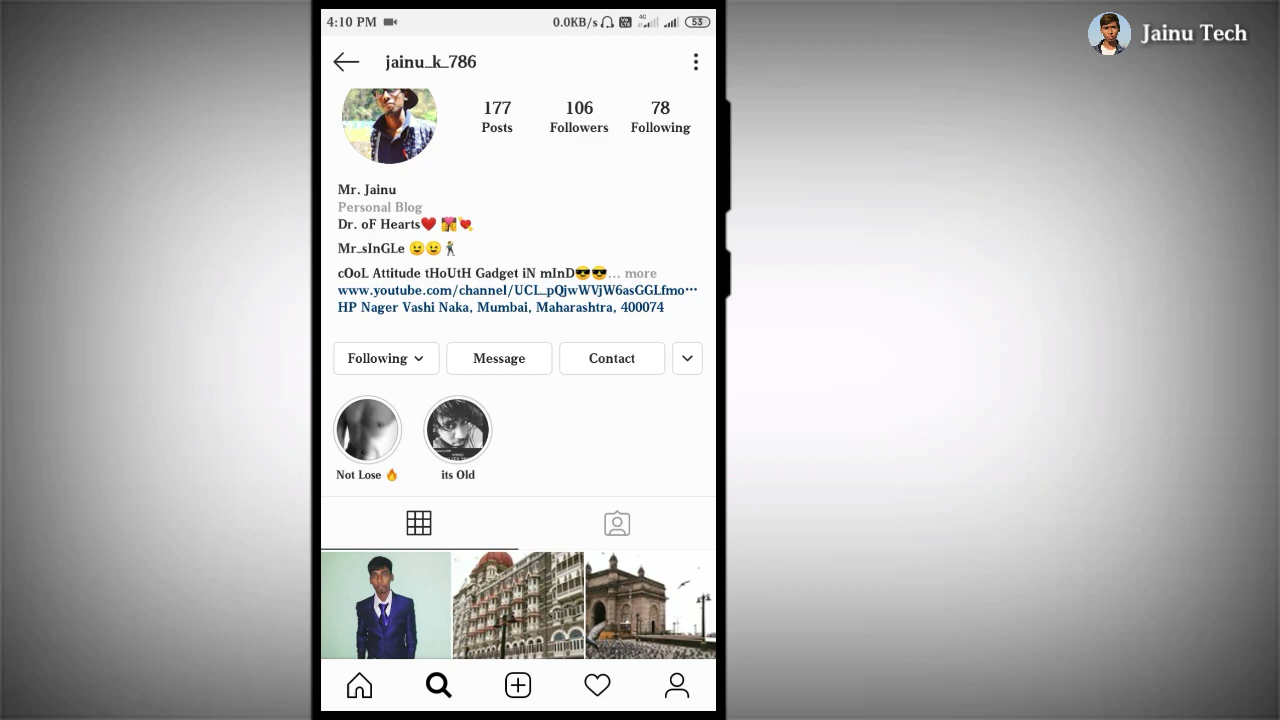 4:10 PM 0.0KB/s 4G 53
Jainu Tech
jainu_k_786
177 106 78
Posts Followers Following
Mr. Jainu
Personal Blog
Dr. oF Hearts❤️ 💏 💘
Mr_sInGLe 😉😉🕺
cOoL Attitude tHoUtH Gadget iN mInD😎😎... more
www.youtube.com/channel/UCL_pQjwWVjW6asGGLfmo...
HP Nager Vashi Naka, Mumbai, Maharashtra, 400074
Following Message Contact
Not Lose 🔥 its Old